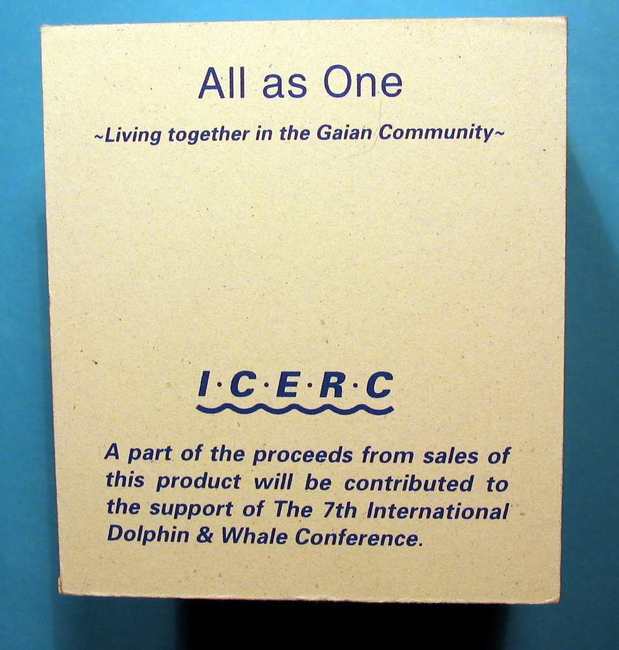 All as One
~Living together in the Gaian Community~
I·C·E·R·C
A part of the proceeds from sales of
this product will be contributed to
the support of The 7th International
Dolphin & Whale Conference.